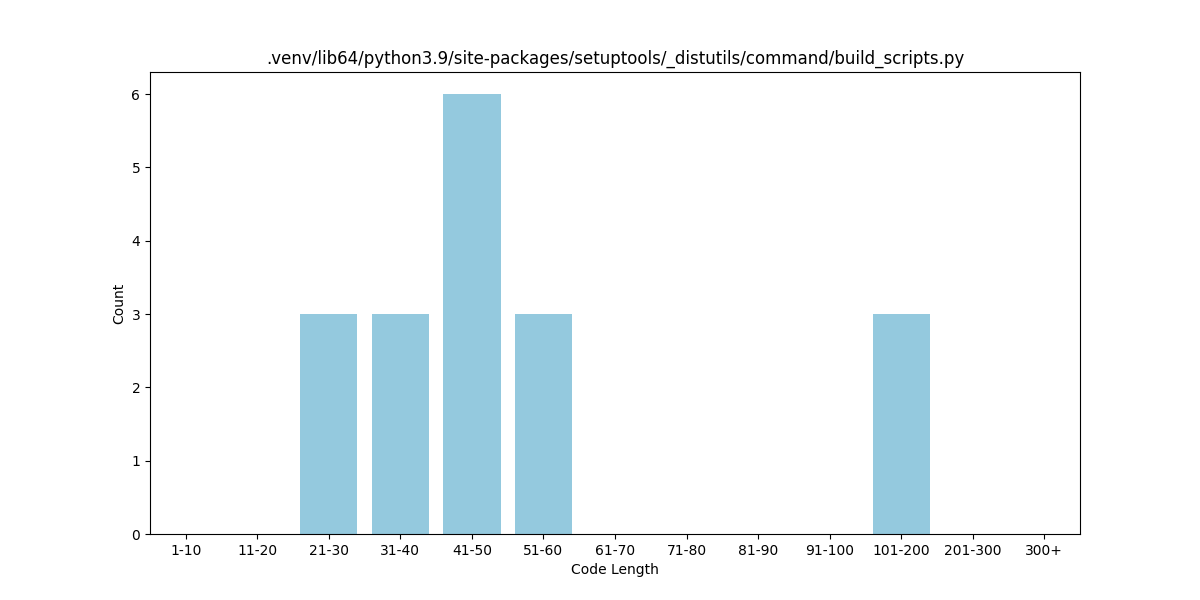 .venv/lib64/python3.9/site-packages/setuptools/_distutils/command/build_scripts.py
6
5
4
3
2
1
0
Count
1-10 11-20 21-30 31-40 41-50 51-60 61-70 71-80 81-90 91-100 101-200 201-300 300+
Code Length